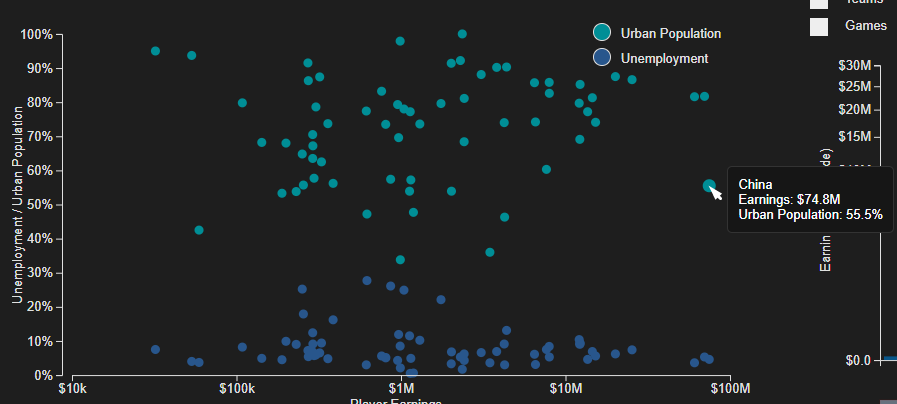 Teams
Games
Urban Population
Unemployment
Unemployment / Urban Population
100%
90%
80%
70%
60%
50%
40%
30%
20%
10%
0%
$10k
$100k
$1M
$10M
$100M
Player Earnings
China
Earnings: $74.8M
Urban Population: 55.5%
$30M
$25M
$20M
$15M
$0.0